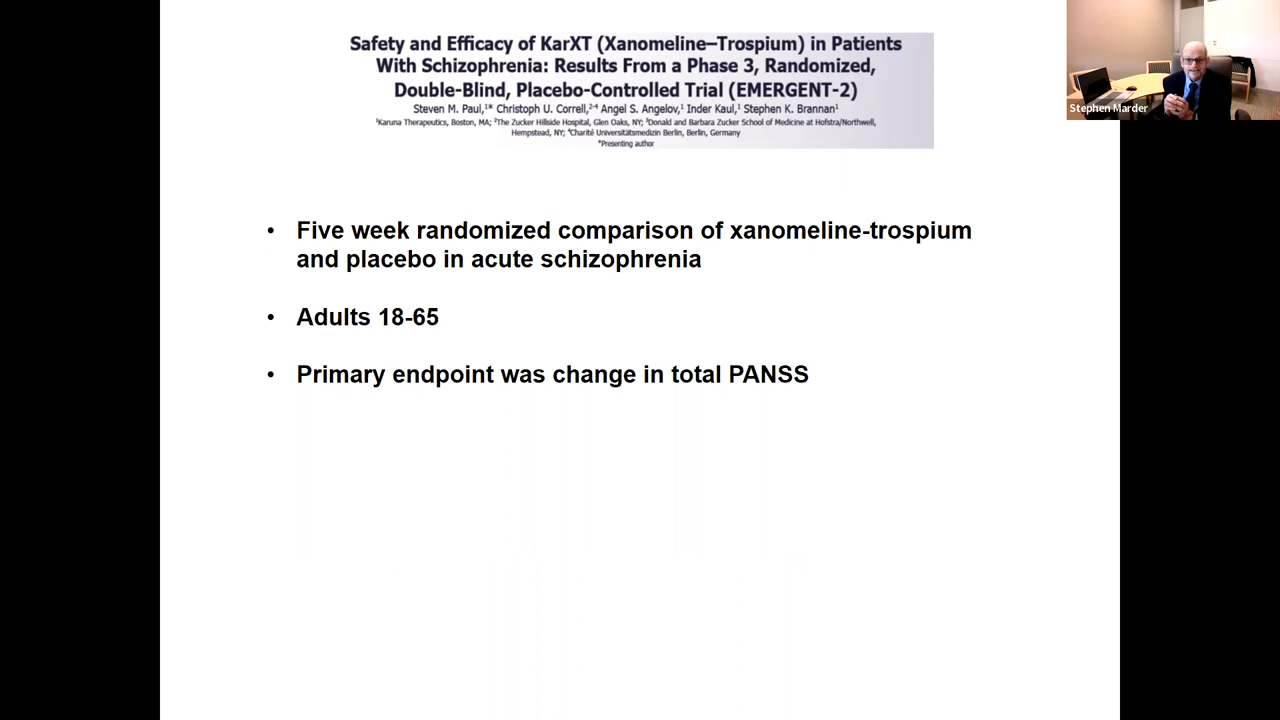 Safety and Efficacy of KarXT (Xanomeline–Trospium) in Patients
With Schizophrenia: Results From a Phase 3, Randomized,
Double-Blind, Placebo-Controlled Trial (EMERGENT-2)
Steven M. Paul,¹* Christoph U. Correll,²⁻⁴ Angel S. Angelov,¹ Inder Kaul,¹ Stephen K. Brannan¹
¹Karuna Therapeutics, Boston, MA; ²The Zucker Hillside Hospital, Glen Oaks, NY; ³Donald and Barbara Zucker School of Medicine at Hofstra/Northwell,
Hempstead, NY; ⁴Charité Universitätsmedizin Berlin, Berlin, Germany
*Presenting author
Stephen Marder
• Five week randomized comparison of xanomeline-trospium
and placebo in acute schizophrenia
• Adults 18-65
• Primary endpoint was change in total PANSS